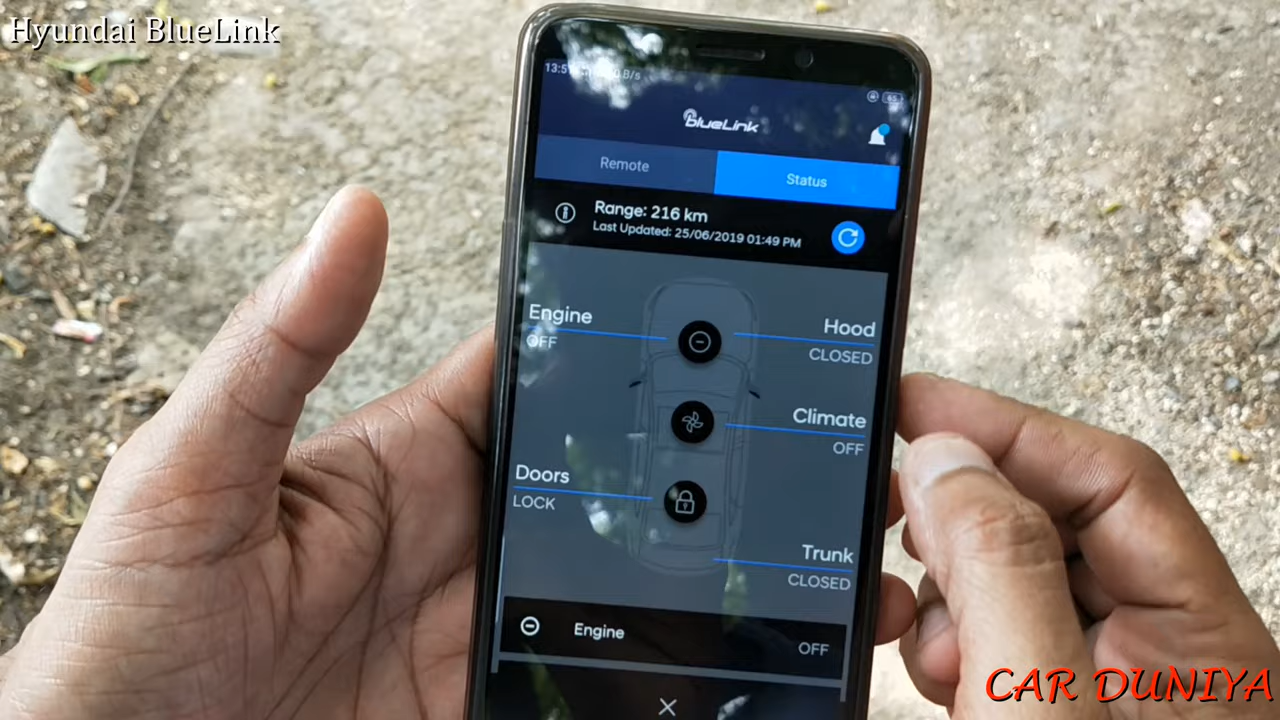 Hyundai BlueLink
blueLink
Remote
Status
Range: 216 km
Last Updated: 25/06/2019 01:49 PM
Engine
OFF
Hood
CLOSED
Climate
OFF
Doors
LOCK
Trunk
CLOSED
Engine
OFF
CAR DUNIYA